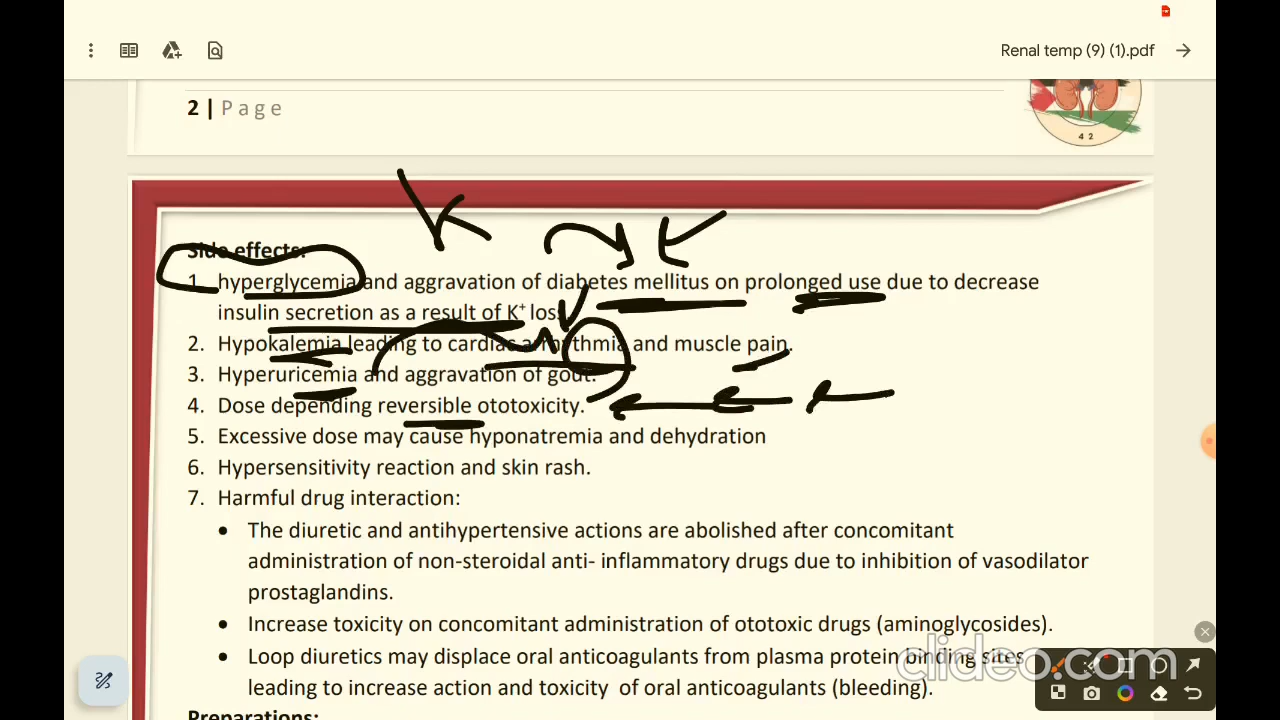 Renal temp (9) (1).pdf
2 | Page
4 2
K
K
Side effects:
1. hyperglycemia and aggravation of diabetes mellitus on prolonged use due to decrease
insulin secretion as a result of K⁺ loss.
2. Hypokalemia leading to cardiac arrhythmia and muscle pain.
3. Hyperuricemia and aggravation of gout.
4. Dose depending reversible ototoxicity.
5. Excessive dose may cause hyponatremia and dehydration
6. Hypersensitivity reaction and skin rash.
7. Harmful drug interaction:
• The diuretic and antihypertensive actions are abolished after concomitant
administration of non-steroidal anti- inflammatory drugs due to inhibition of vasodilator
prostaglandins.
• Increase toxicity on concomitant administration of ototoxic drugs (aminoglycosides).
• Loop diuretics may displace oral anticoagulants from plasma protein binding sites
leading to increase action and toxicity of oral anticoagulants (bleeding).
clideo.com
Preparations: